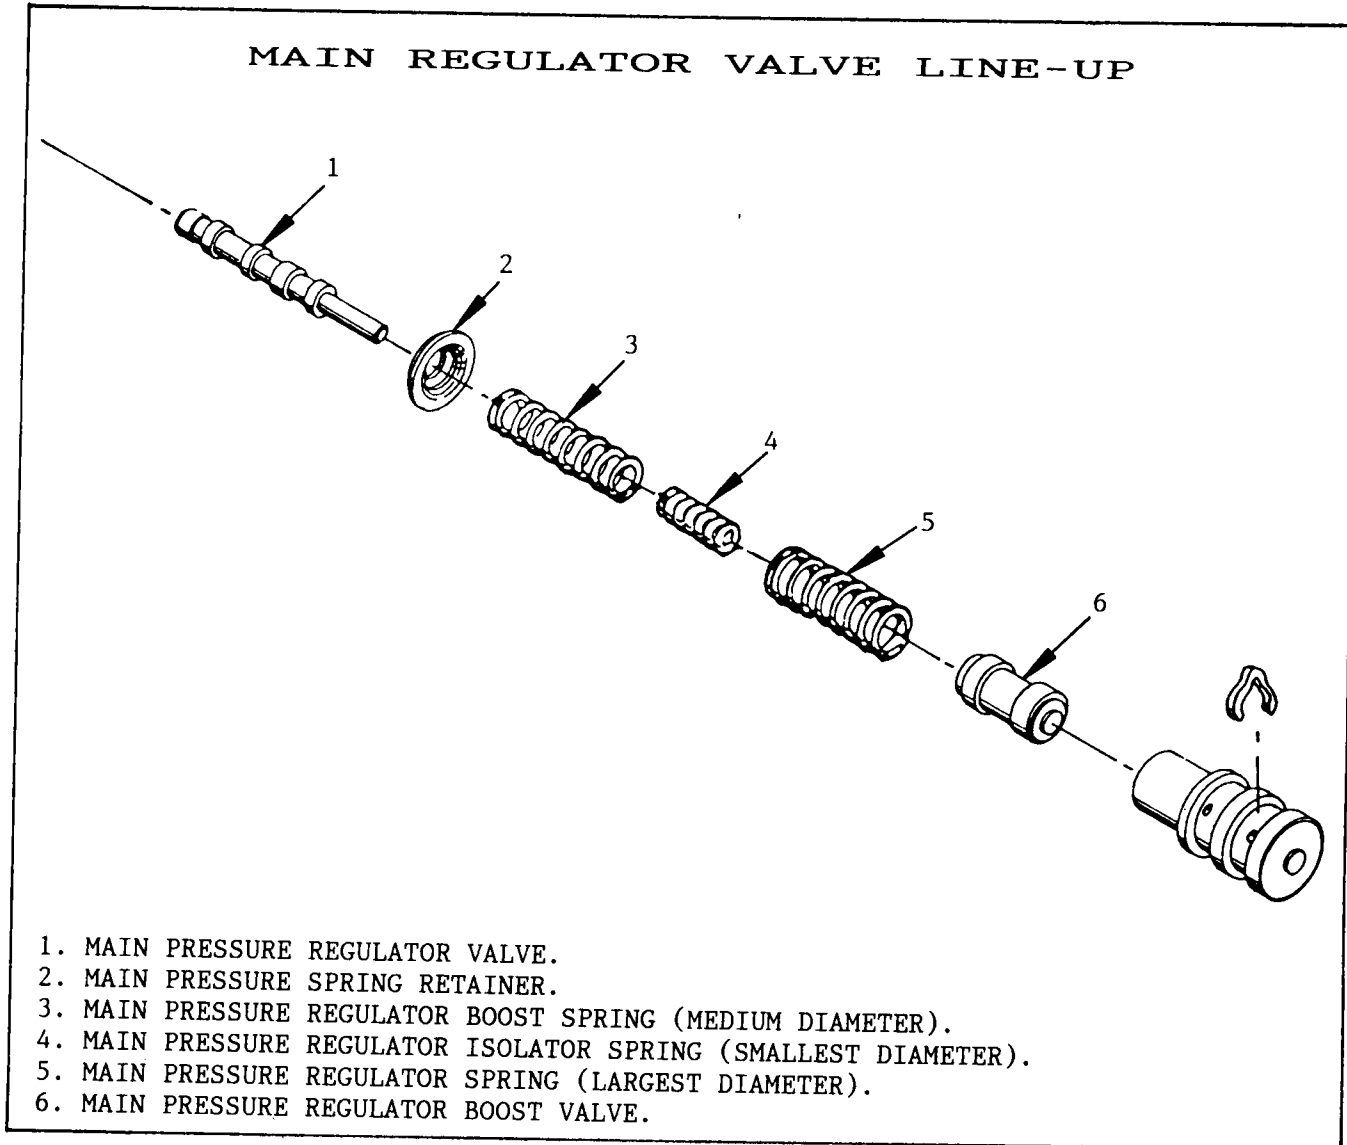 MAIN REGULATOR VALVE LINE-UP
1
2
3
4
5
6
1. MAIN PRESSURE REGULATOR VALVE.
2. MAIN PRESSURE SPRING RETAINER.
3. MAIN PRESSURE REGULATOR BOOST SPRING (MEDIUM DIAMETER).
4. MAIN PRESSURE REGULATOR ISOLATOR SPRING (SMALLEST DIAMETER).
5. MAIN PRESSURE REGULATOR SPRING (LARGEST DIAMETER).
6. MAIN PRESSURE REGULATOR BOOST VALVE.